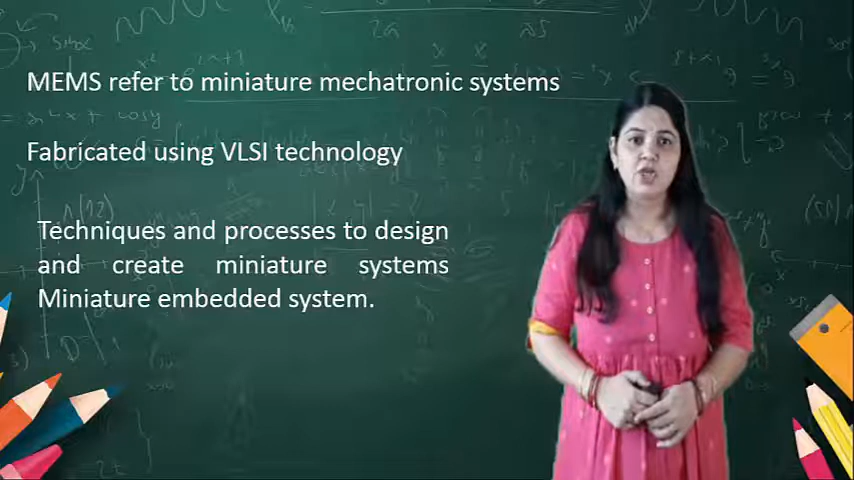 MEMS refer to miniature mechatronic systems
Fabricated using VLSI technology
Techniques and processes to design
and create miniature systems
Miniature embedded system.